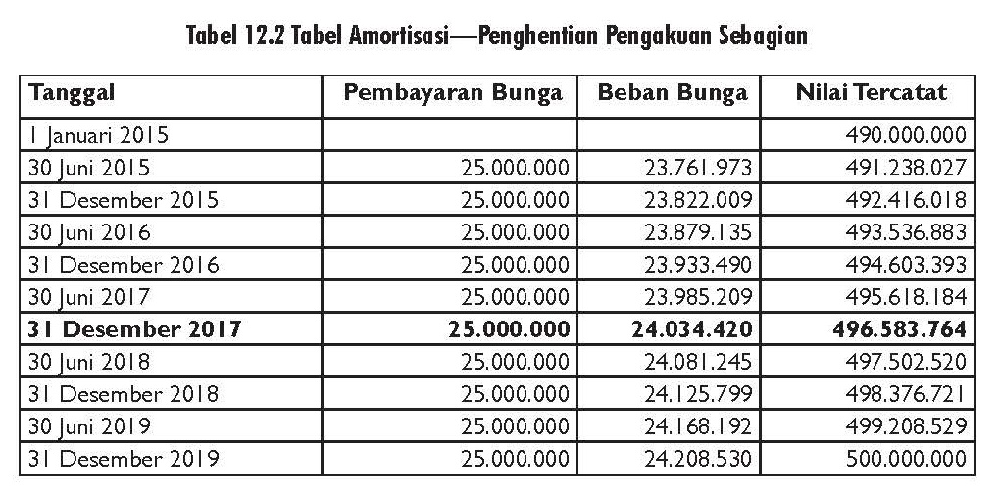 Tabel 12.2 Tabel Amortisasi—Penghentian Pengakuan Sebagian
Tanggal Pembayaran Bunga Beban Bunga Nilai Tercatat
1 Januari 2015 490.000.000
30 Juni 2015 25.000.000 23.761.973 491.238.027
31 Desember 2015 25.000.000 23.822.009 492.416.018
30 Juni 2016 25.000.000 23.879.135 493.536.883
31 Desember 2016 25.000.000 23.933.490 494.603.393
30 Juni 2017 25.000.000 23.985.209 495.618.184
31 Desember 2017 25.000.000 24.034.420 496.583.764
30 Juni 2018 25.000.000 24.081.245 497.502.520
31 Desember 2018 25.000.000 24.125.799 498.376.721
30 Juni 2019 25.000.000 24.168.192 499.208.529
31 Desember 2019 25.000.000 24.208.530 500.000.000